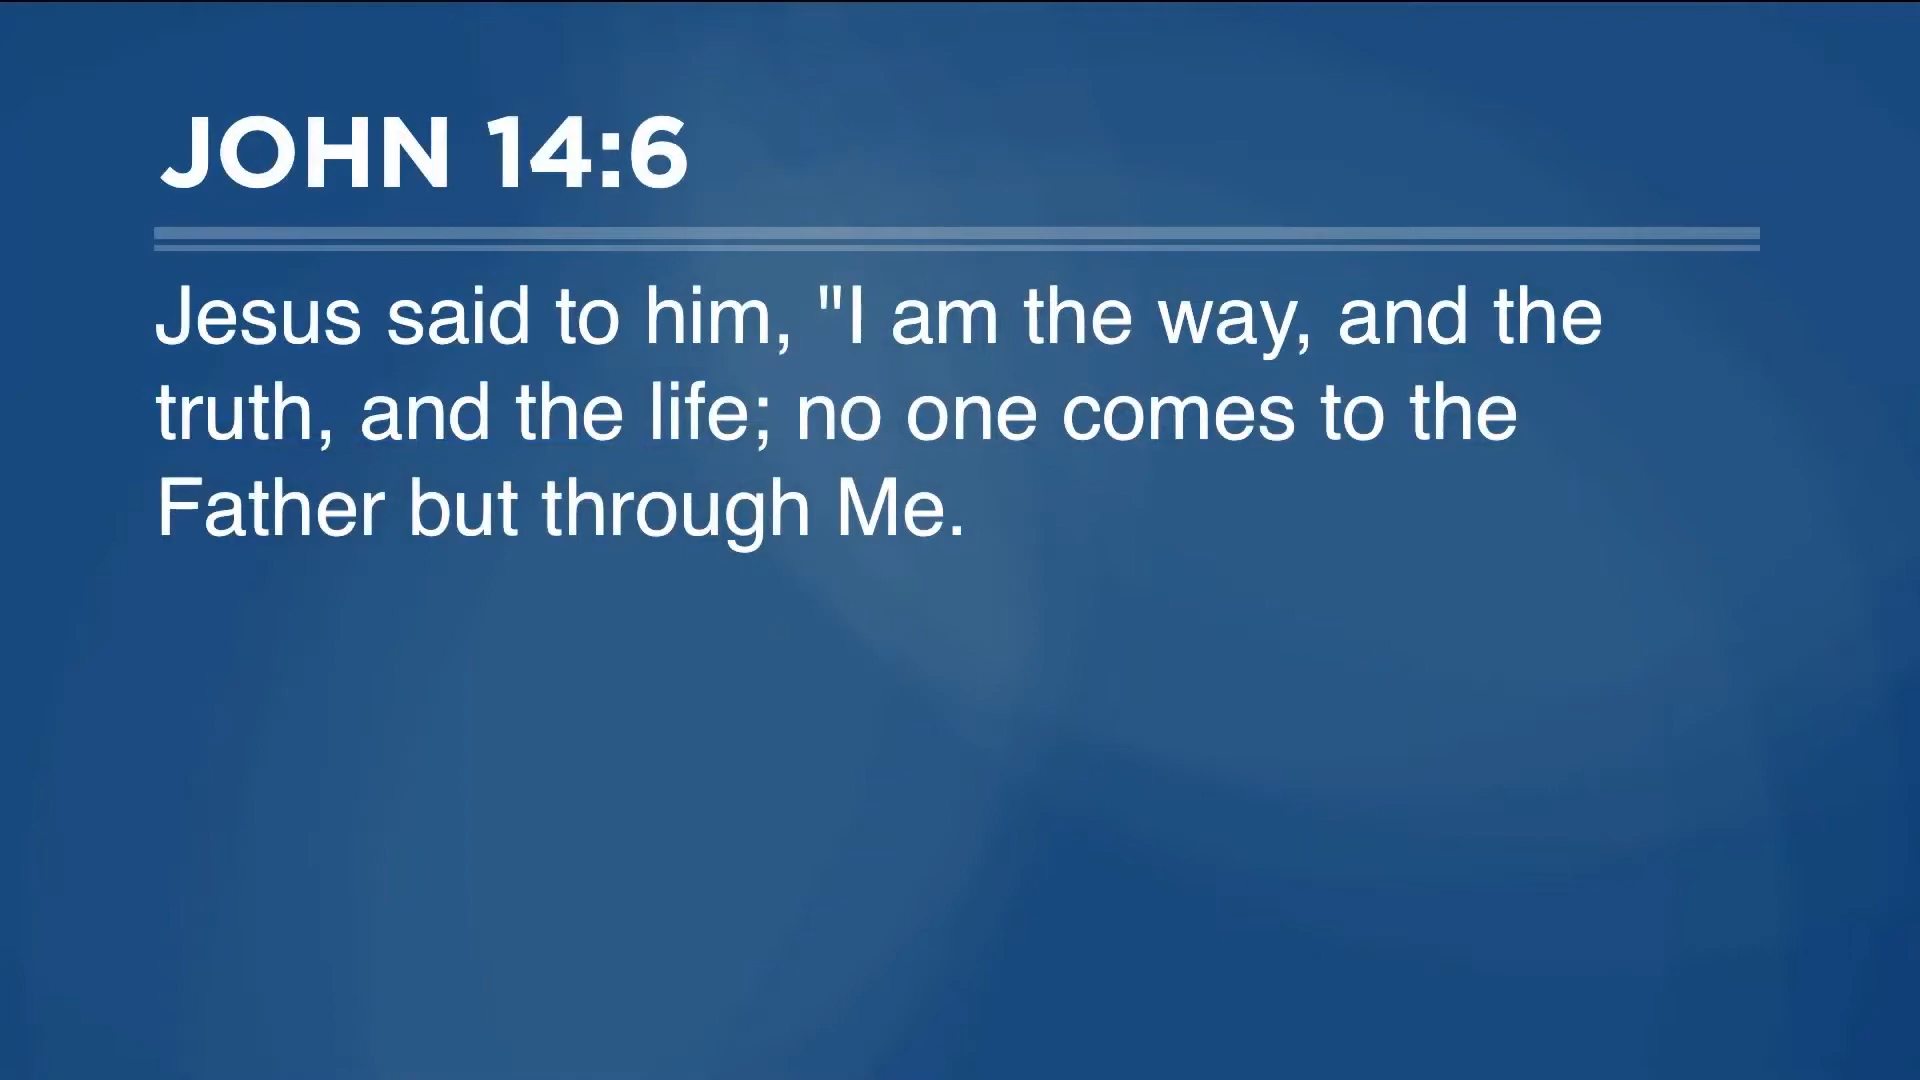 JOHN 14:6
Jesus said to him, "I am the way, and the
truth, and the life; no one comes to the
Father but through Me.